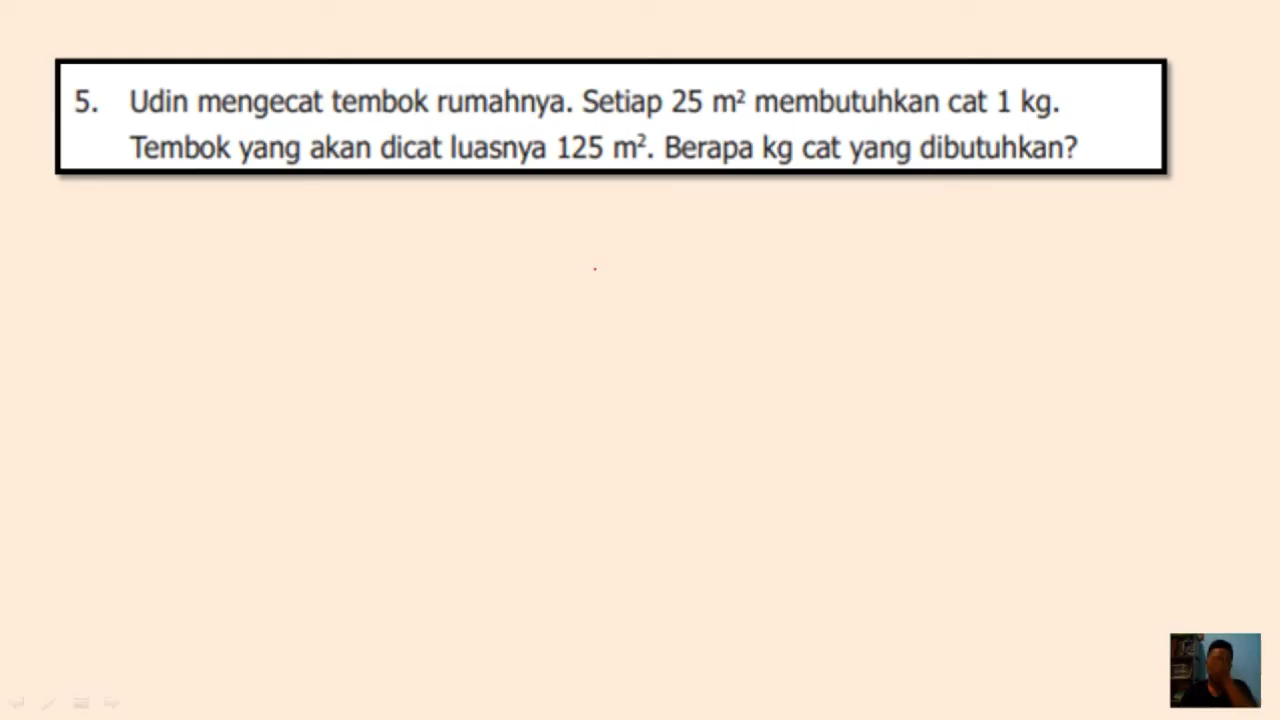 5. Udin mengecat tembok rumahnya. Setiap 25 m² membutuhkan cat 1 kg.
Tembok yang akan dicat luasnya 125 m². Berapa kg cat yang dibutuhkan?